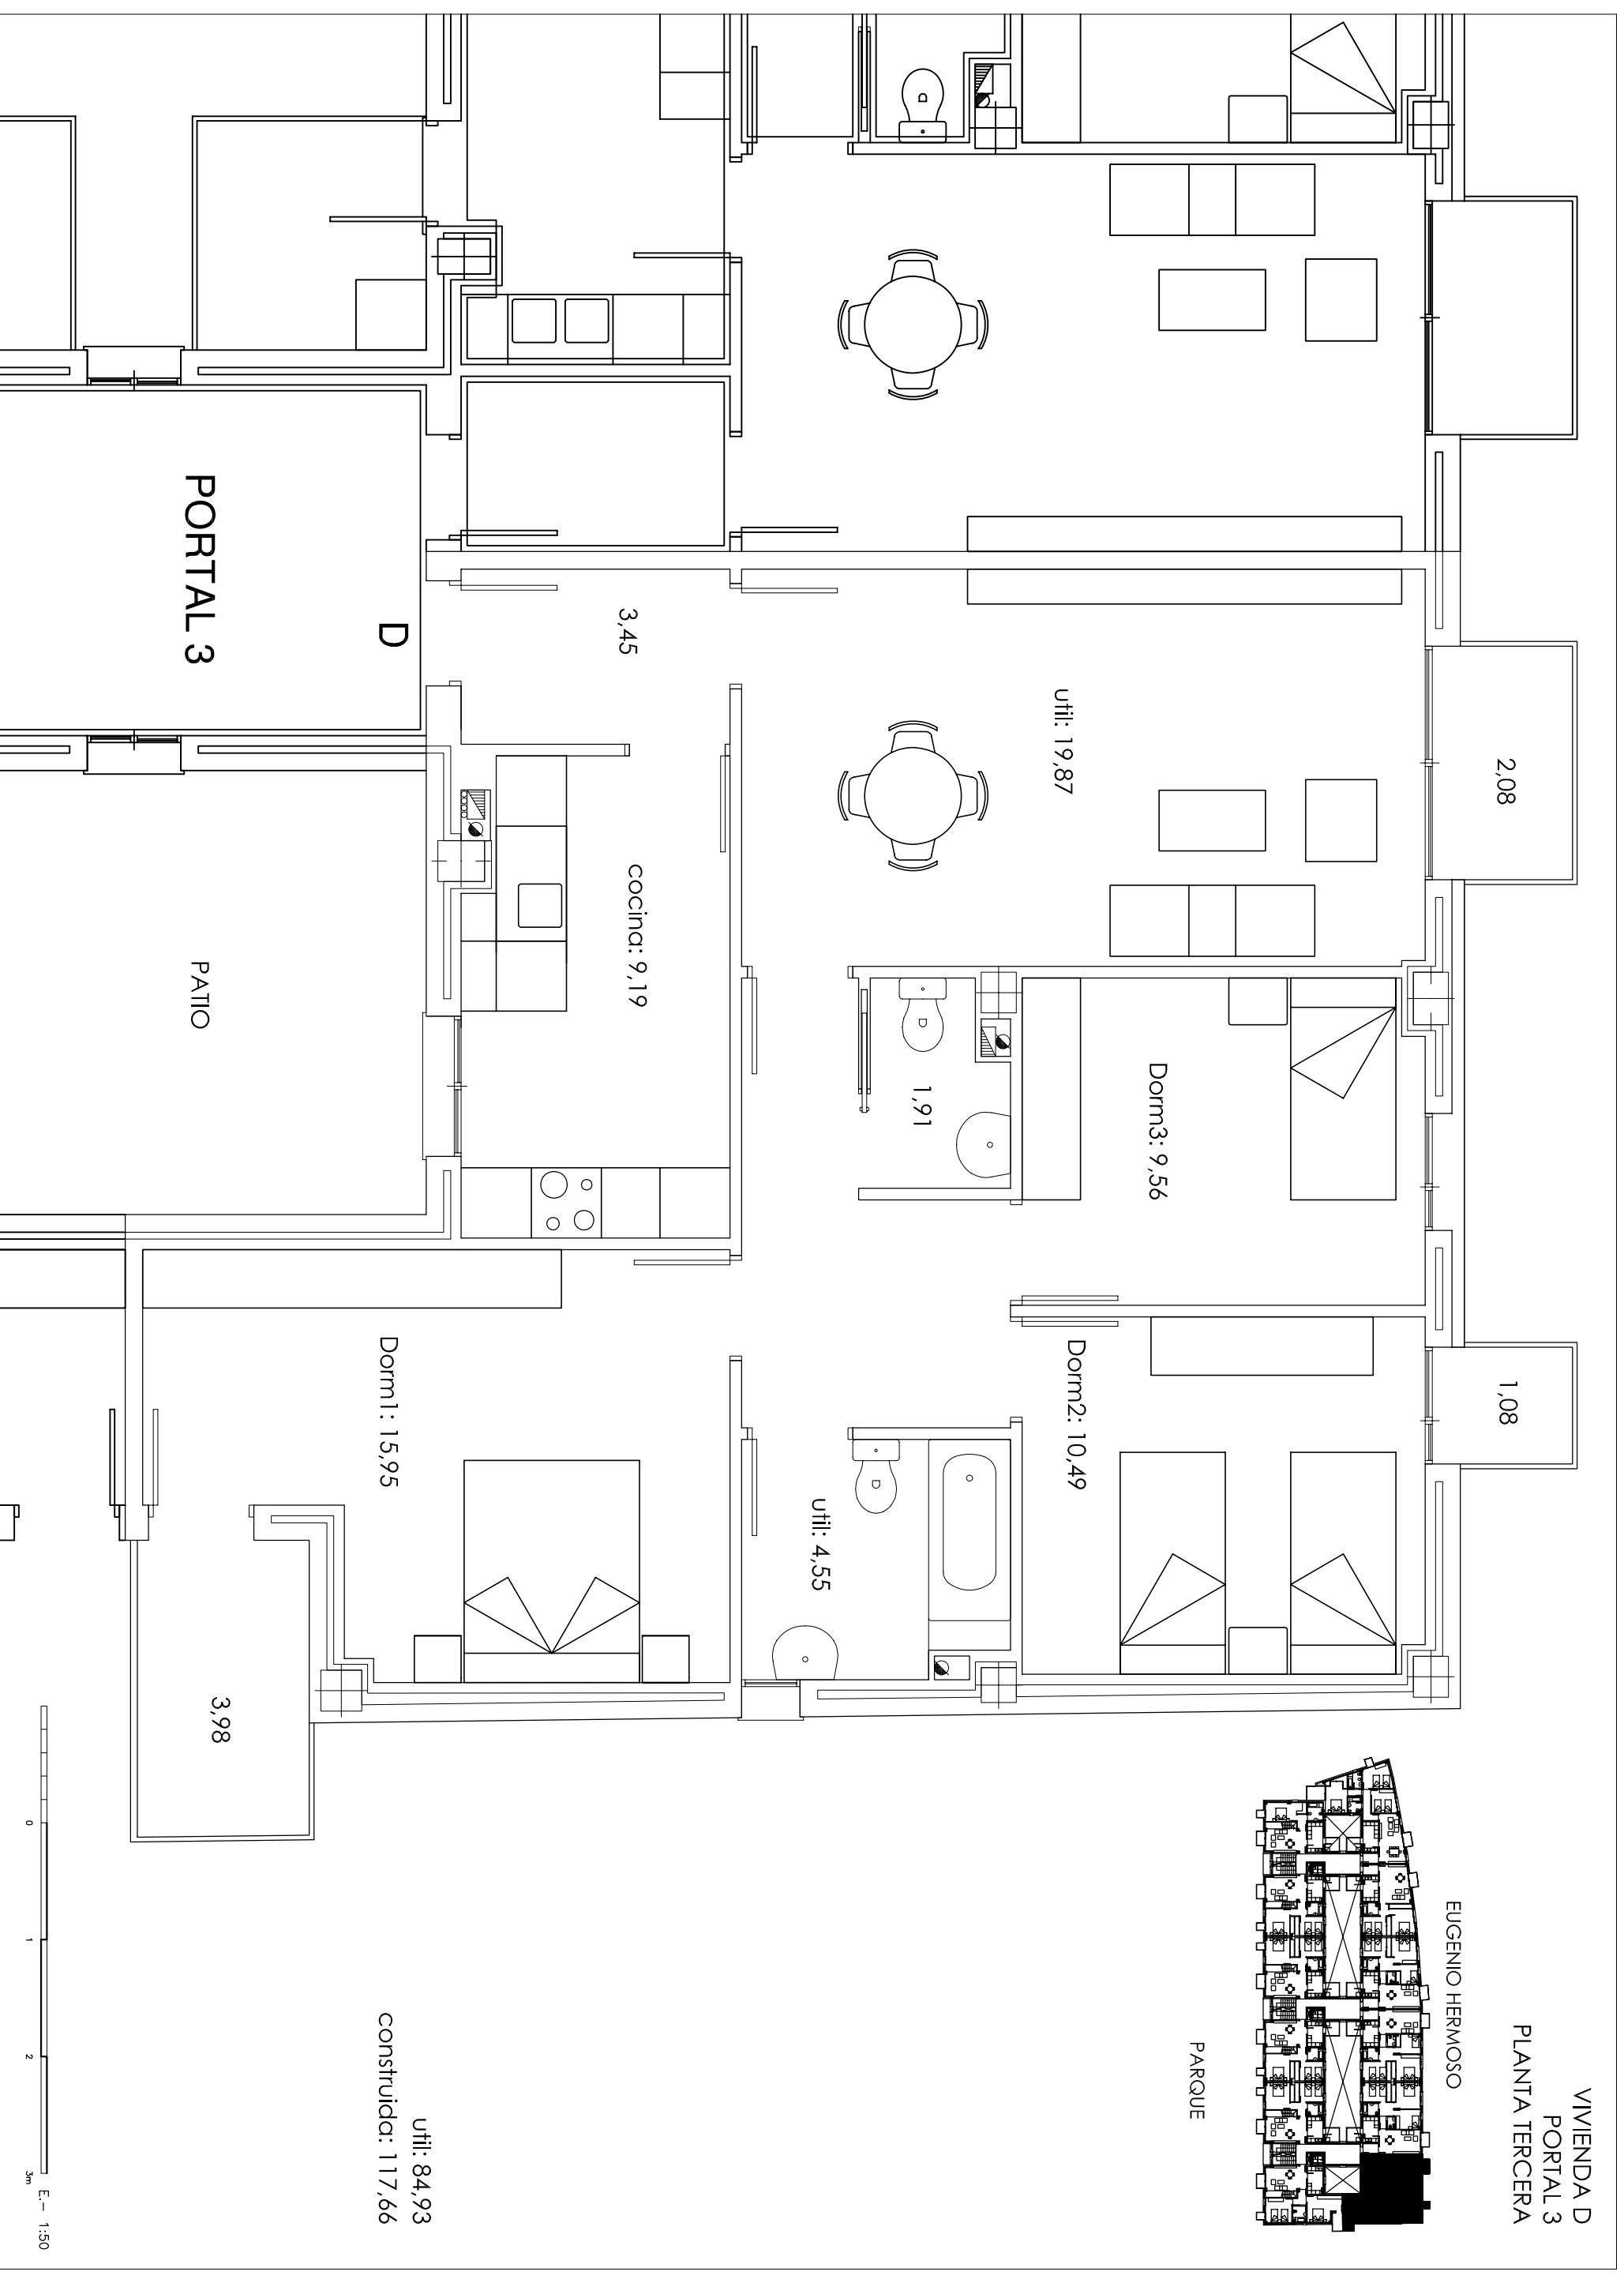 VIVIENDA D
PORTAL 3
PLANTA TERCERA
EUGENIO HERMOSO
PARQUE
2,08
1,08
util: 19,87
Dorm3: 9,56
Dorm2: 10,49
1,91
util: 4,55
3,45
cocina: 9,19
D
Dorm1: 15,95
PORTAL 3
PATIO
3,98
util: 84,93
construida: 117,66
0
1
2
3m
E.- 1:50